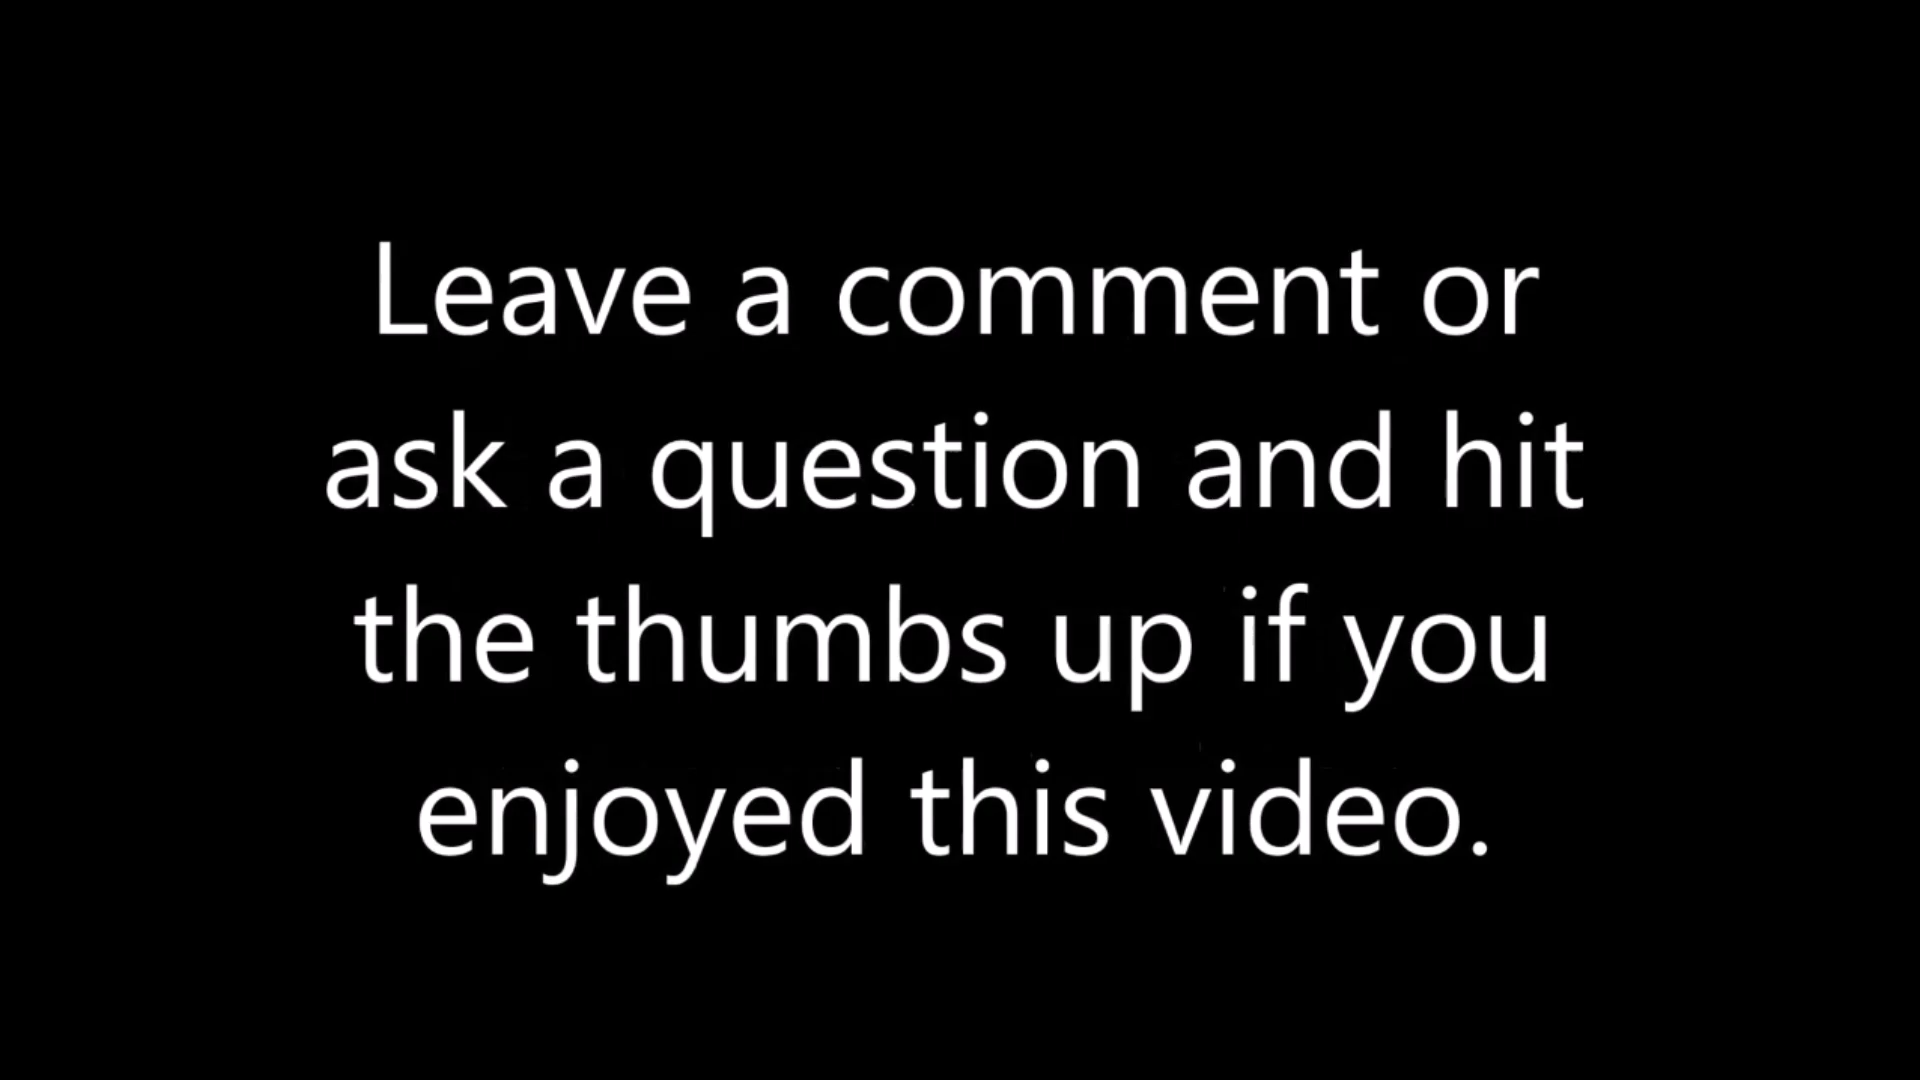 Leave a comment or
ask a question and hit
the thumbs up if you
enjoyed this video.